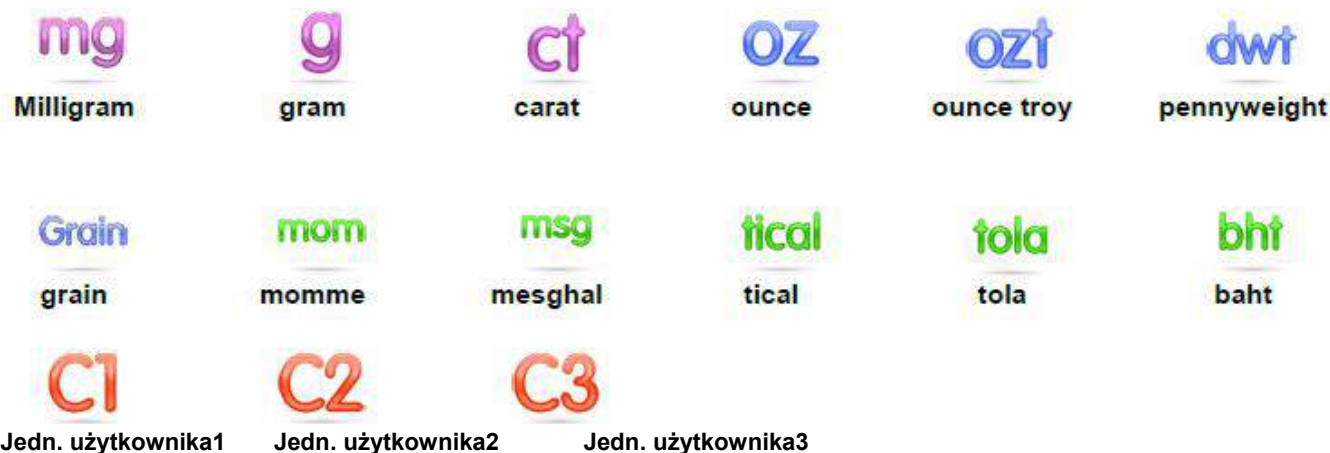 mg g ct oz ozt dwt
Milligram gram carat ounce ounce troy pennyweight
Grain mom msg tical tola bht
grain momme mesghal tical tola baht
C1 C2 C3
Jedn. użytkownika1 Jedn. użytkownika2 Jedn. użytkownika3